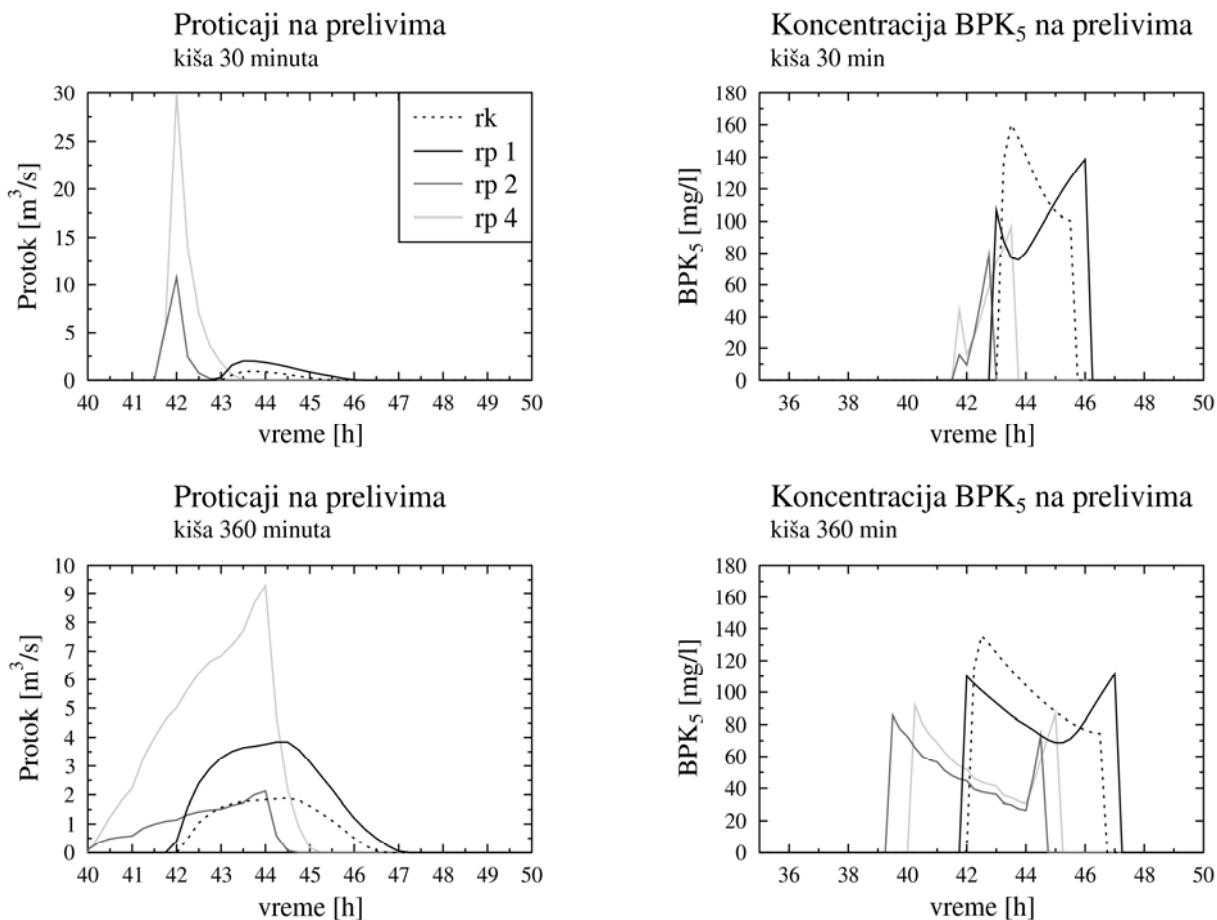 Proticaji na prelivima
kiša 30 minuta
Protok [m³/s]
30
25
20
15
10
5
0
40 41 42 43 44 45 46 47 48 49 50
vreme [h]
rk
rp 1
rp 2
rp 4
Koncentracija BPK₅ na prelivima
kiša 30 min
BPK₅ [mg/l]
180
160
140
120
100
80
60
40
20
0
36 38 40 42 44 46 48 50
vreme [h]
Proticaji na prelivima
kiša 360 minuta
Protok [m³/s]
10
9
8
7
6
5
4
3
2
1
0
40 41 42 43 44 45 46 47 48 49 50
vreme [h]
Koncentracija BPK₅ na prelivima
kiša 360 min
BPK₅ [mg/l]
180
160
140
120
100
80
60
40
20
0
36 38 40 42 44 46 48 50
vreme [h]